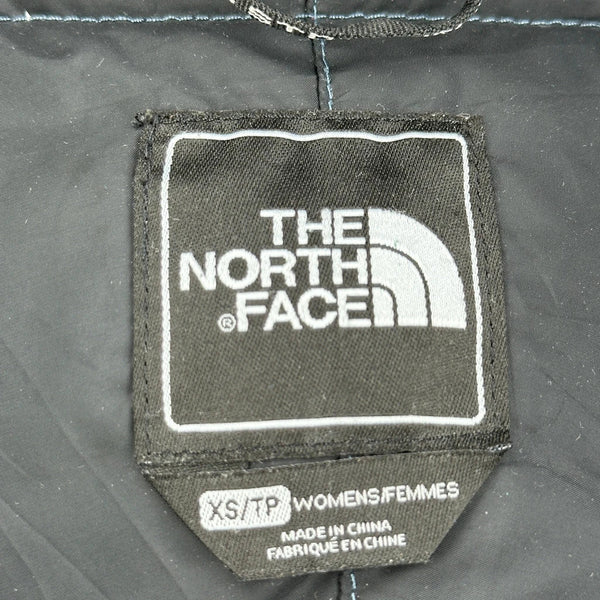 THE
NORTH
® FACE
XS/TP WOMENS/FEMMES
MADE IN CHINA
FABRIQUÉ EN CHINE